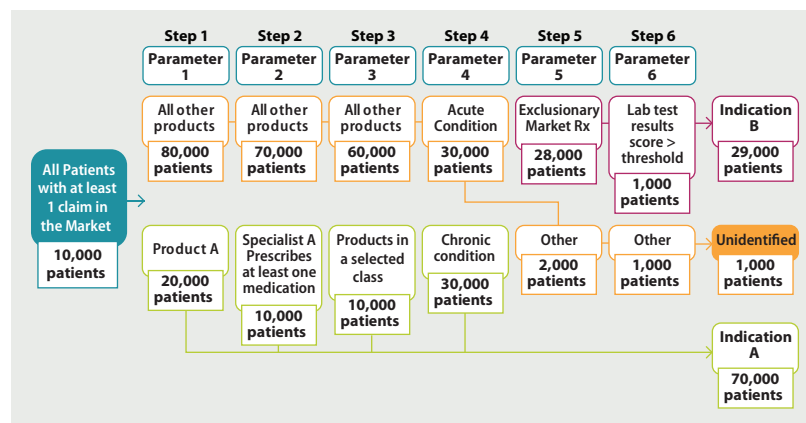 Step 1
Step 2
Step 3
Step 4
Step 5
Step 6
Parameter
1
Parameter
2
Parameter
3
Parameter
4
Parameter
5
Parameter
6
All Patients
with at least
1 claim in
the Market
10,000
patients
All other
products
80,000
patients
All other
products
70,000
patients
All other
products
60,000
patients
Acute
Condition
30,000
patients
Exclusionary
Market Rx
28,000
patients
Lab test
results
score >
threshold
1,000
patients
Indication
B
29,000
patients
Product A
20,000
patients
Specialist A
Prescribes
at least one
medication
10,000
patients
Products in
a selected
class
10,000
patients
Chronic
condition
30,000
patients
Other
2,000
patients
Other
1,000
patients
Unidentified
1,000
patients
Indication
A
70,000
patients